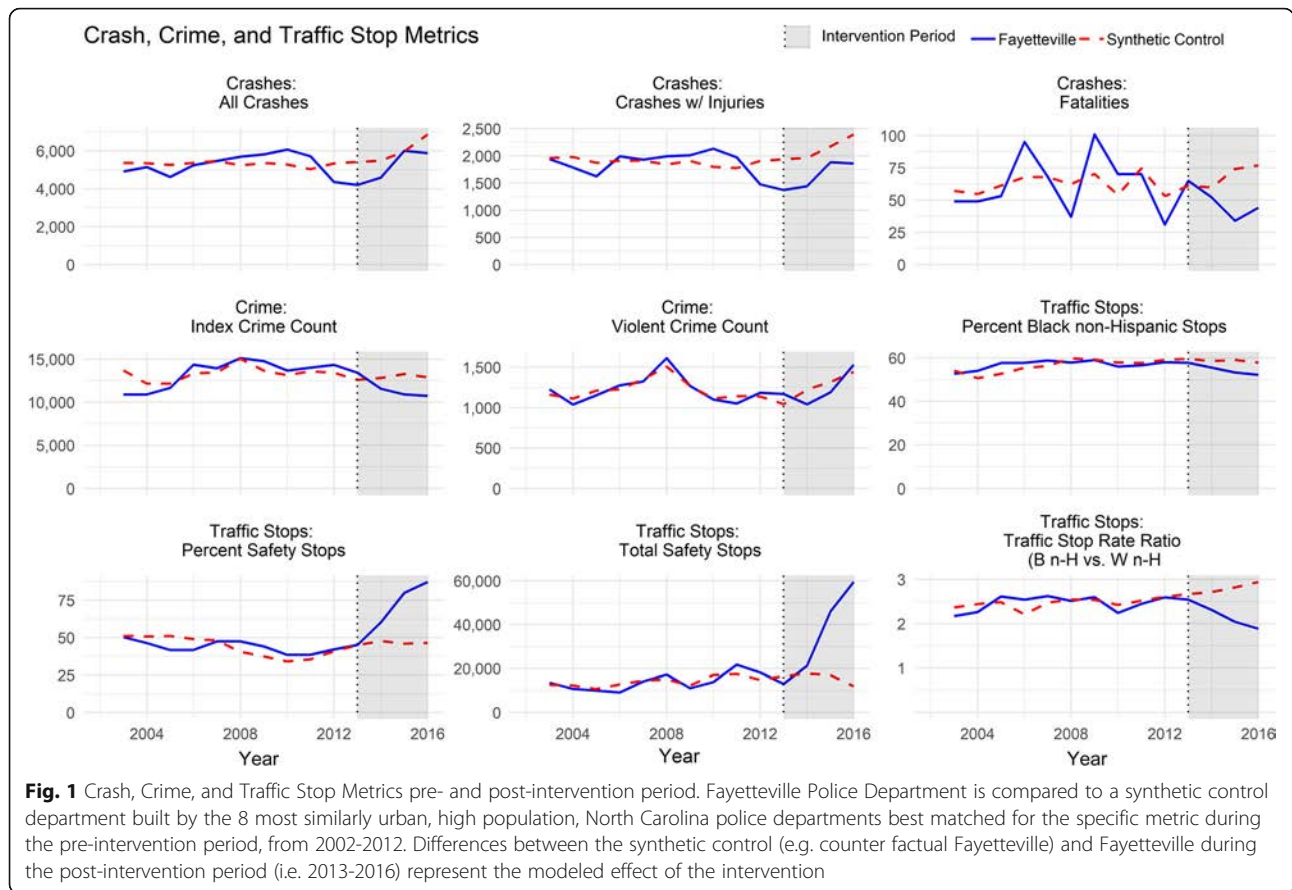 Crash, Crime, and Traffic Stop Metrics
Intervention Period
Fayetteville
Synthetic Control
Crashes:
All Crashes
6,000
4,000
2,000
0
Crashes:
Crashes w/ Injuries
2,500
2,000
1,500
1,000
500
0
Crashes:
Fatalities
100
75
50
25
0
Crime:
Index Crime Count
15,000
10,000
5,000
0
Crime:
Violent Crime Count
1,500
1,000
500
0
Traffic Stops:
Percent Black non-Hispanic Stops
60
40
20
0
Traffic Stops:
Percent Safety Stops
75
50
25
0
2004 2008 2012 2016
Year
Traffic Stops:
Total Safety Stops
60,000
40,000
20,000
0
2004 2008 2012 2016
Year
Traffic Stops:
Traffic Stop Rate Ratio
(B n-H vs. W n-H
3
2
1
2004 2008 2012 2016
Year
Fig. 1 Crash, Crime, and Traffic Stop Metrics pre- and post-intervention period. Fayetteville Police Department is compared to a synthetic control
department built by the 8 most similarly urban, high population, North Carolina police departments best matched for the specific metric during
the pre-intervention period, from 2002-2012. Differences between the synthetic control (e.g. counter factual Fayetteville) and Fayetteville during
the post-intervention period (i.e. 2013-2016) represent the modeled effect of the intervention